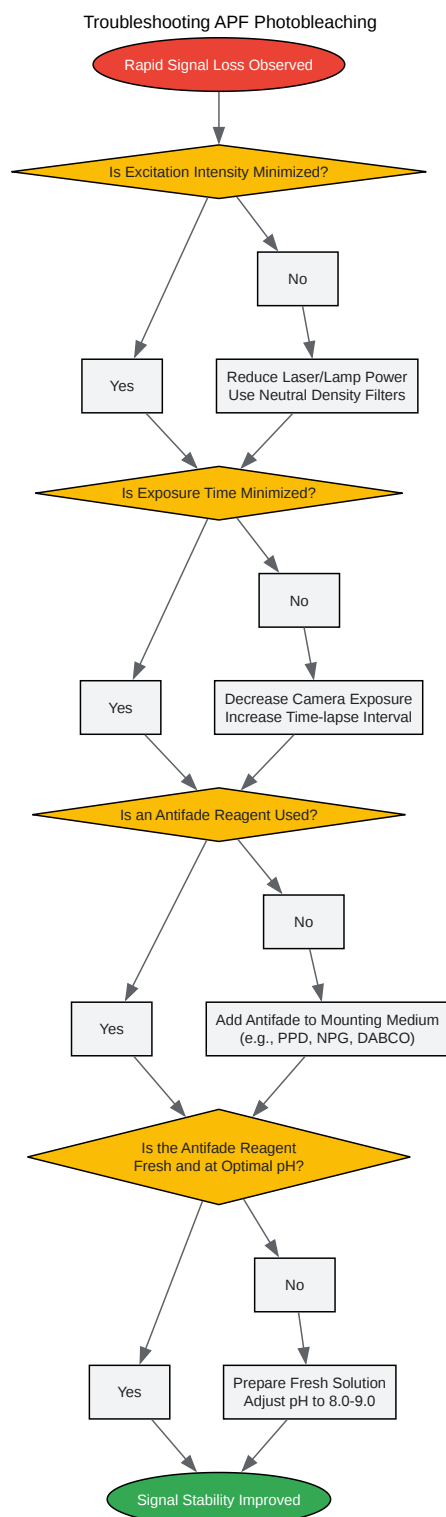 Troubleshooting APF Photobleaching
Rapid Signal Loss Observed
Is Excitation Intensity Minimized?
No
Yes
Reduce Laser/Lamp Power
Use Neutral Density Filters
Is Exposure Time Minimized?
No
Yes
Decrease Camera Exposure
Increase Time-lapse Interval
Is an Antifade Reagent Used?
No
Yes
Add Antifade to Mounting Medium
(e.g., PPD, NPG, DABCO)
Is the Antifade Reagent
Fresh and at Optimal pH?
No
Yes
Prepare Fresh Solution
Adjust pH to 8.0-9.0
Signal Stability Improved